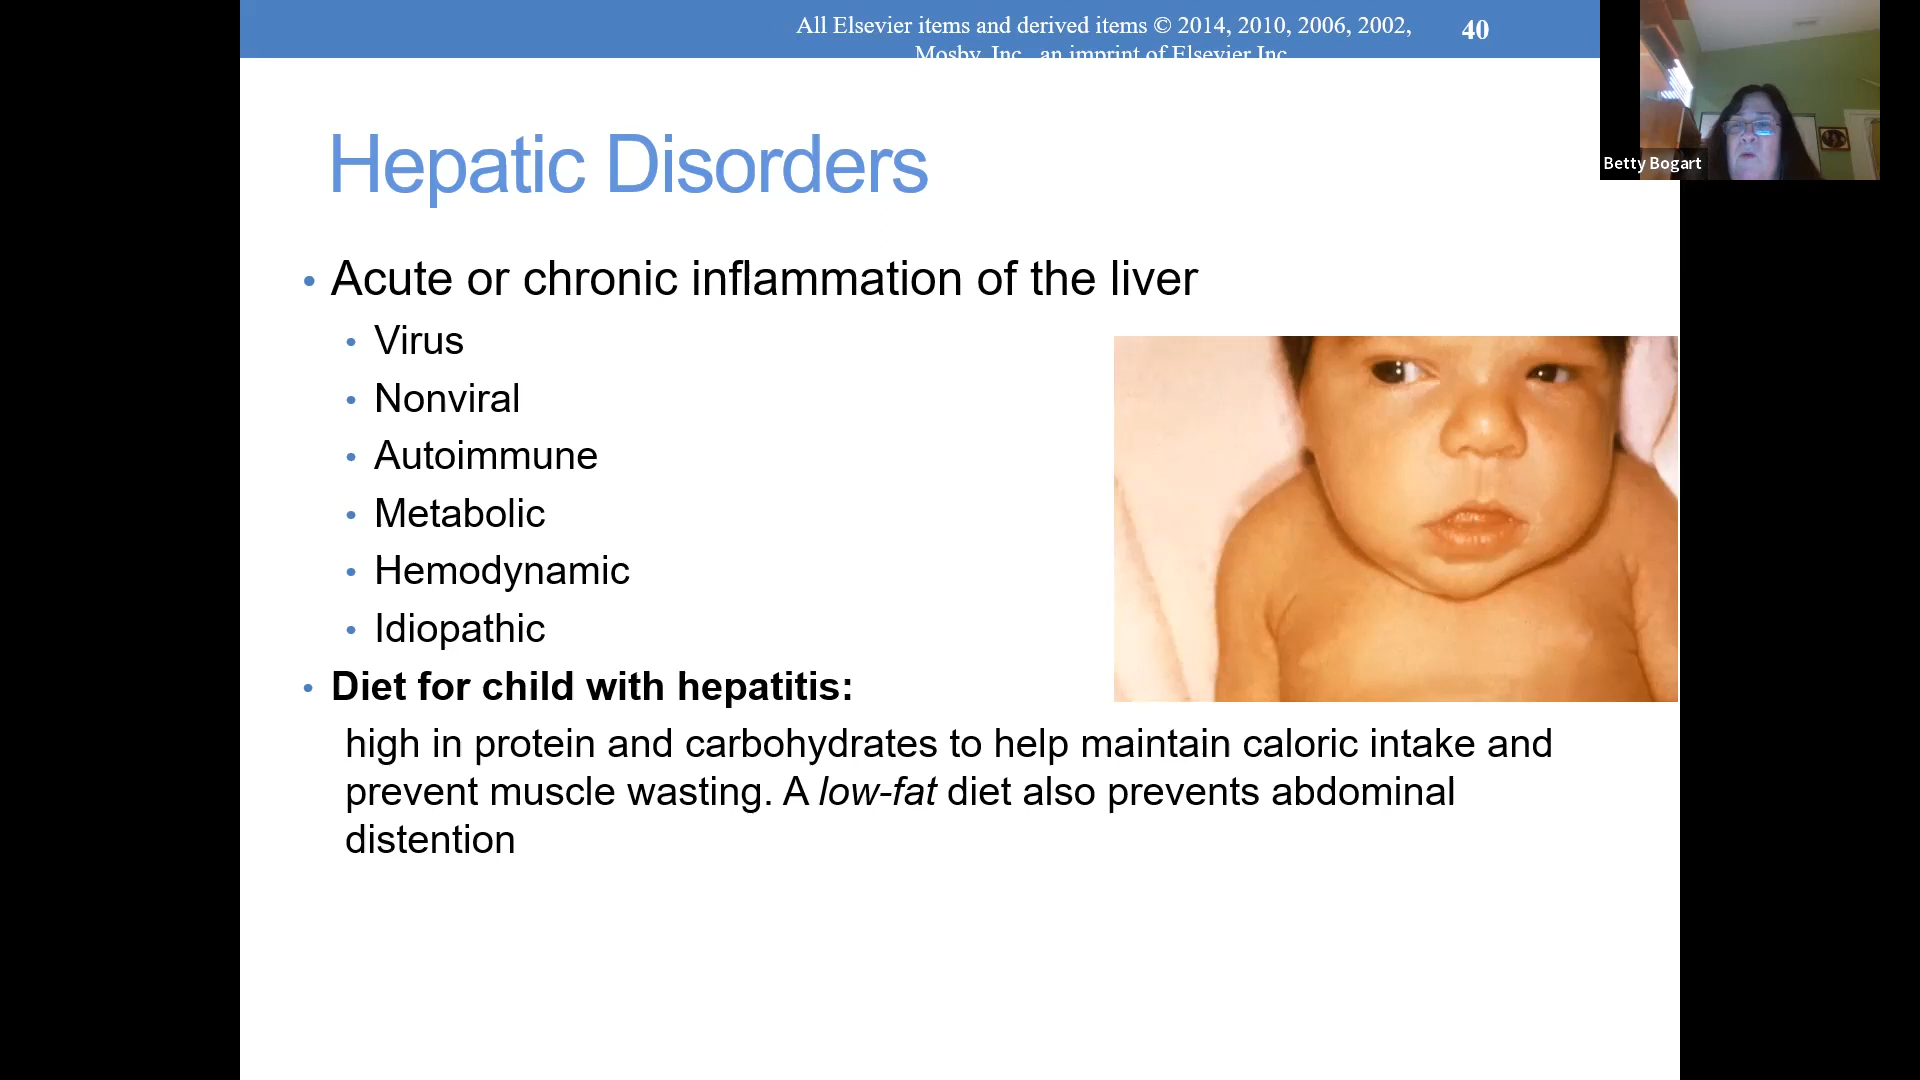 All Elsevier items and derived items © 2014, 2010, 2006, 2002,
Mosby, Inc., an imprint of Elsevier Inc.
40
Betty Bogart
Hepatic Disorders
• Acute or chronic inflammation of the liver
• Virus
• Nonviral
• Autoimmune
• Metabolic
• Hemodynamic
• Idiopathic
• Diet for child with hepatitis:
high in protein and carbohydrates to help maintain caloric intake and
prevent muscle wasting. A low-fat diet also prevents abdominal
distention